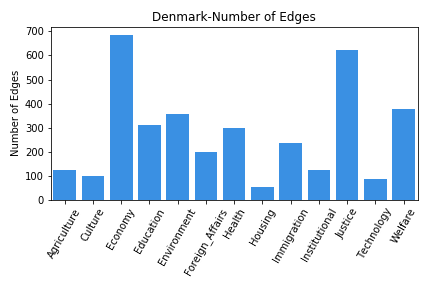 Denmark-Number of Edges
Number of Edges
700
600
500
400
300
200
100
0
Agriculture
Culture
Economy
Education
Environment
Foreign_Affairs
Health
Housing
Immigration
Institutional
Justice
Technology
Welfare